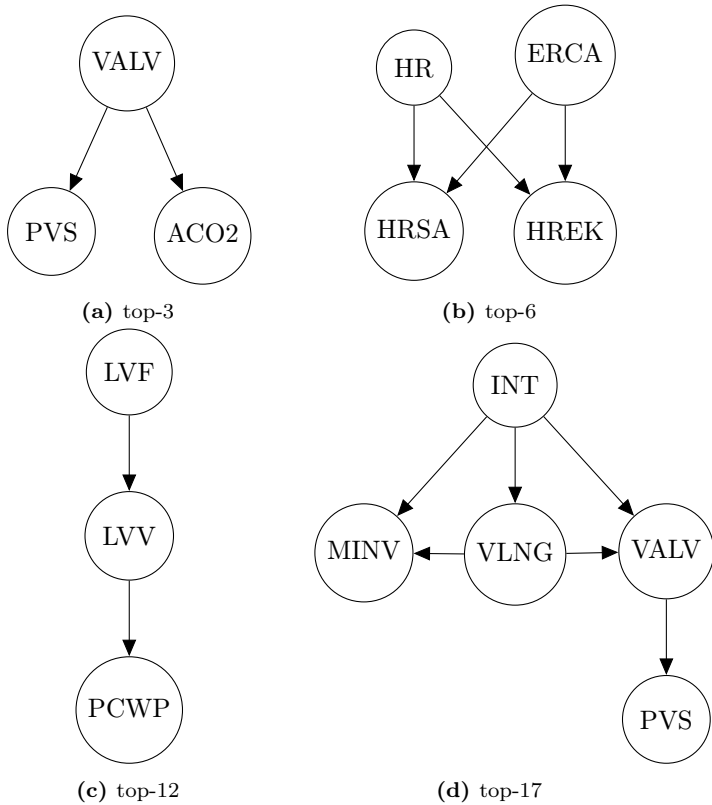 VALV
PVS
ACO2
(a) top-3
HR
ERCA
HRSA
HREK
(b) top-6
LVF
LVV
PCWP
(c) top-12
INT
MINV
VLNG
VALV
PVS
(d) top-17